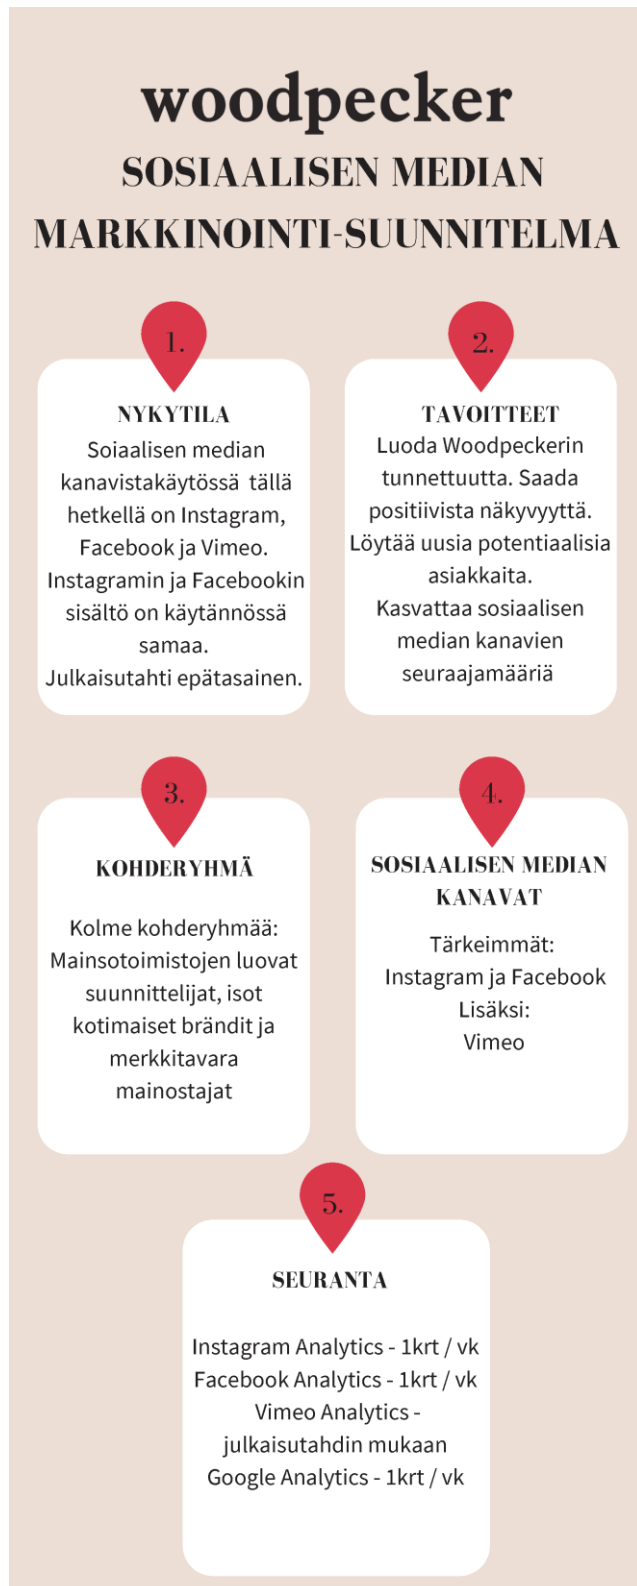 woodpecker
SOSIAALISEN MEDIAN
MARKKINOINTI-SUUNNITELMA
1.
NYKYTILA
Soiaalisen median
kanavistakäytössä tällä
hetkellä on Instagram,
Facebook ja Vimeo.
Instagramin ja Facebookin
sisältö on käytännössä
samaa.
Julkaisutahti epätasainen.
2.
TAVOITTEET
Luoda Woodpeckerin
tunnettuutta. Saada
positiivista näkyvyyttä.
Löytää uusia potentiaalisia
asiakkaita.
Kasvattaa sosiaalisen
median kanavien
seuraajamääriä
3.
KOHDERYHMÄ
Kolme kohderyhmää:
Mainsotoimistojen luovat
suunnittelijat, isot
kotimaiset brändit ja
merkkitavara
mainostajat
4.
SOSIAALISEN MEDIAN
KANAVAT
Tärkeimmät:
Instagram ja Facebook
Lisäksi:
Vimeo
5.
SEURANTA
Instagram Analytics - 1krt / vk
Facebook Analytics - 1krt / vk
Vimeo Analytics -
julkaisutahdin mukaan
Google Analytics - 1krt / vk